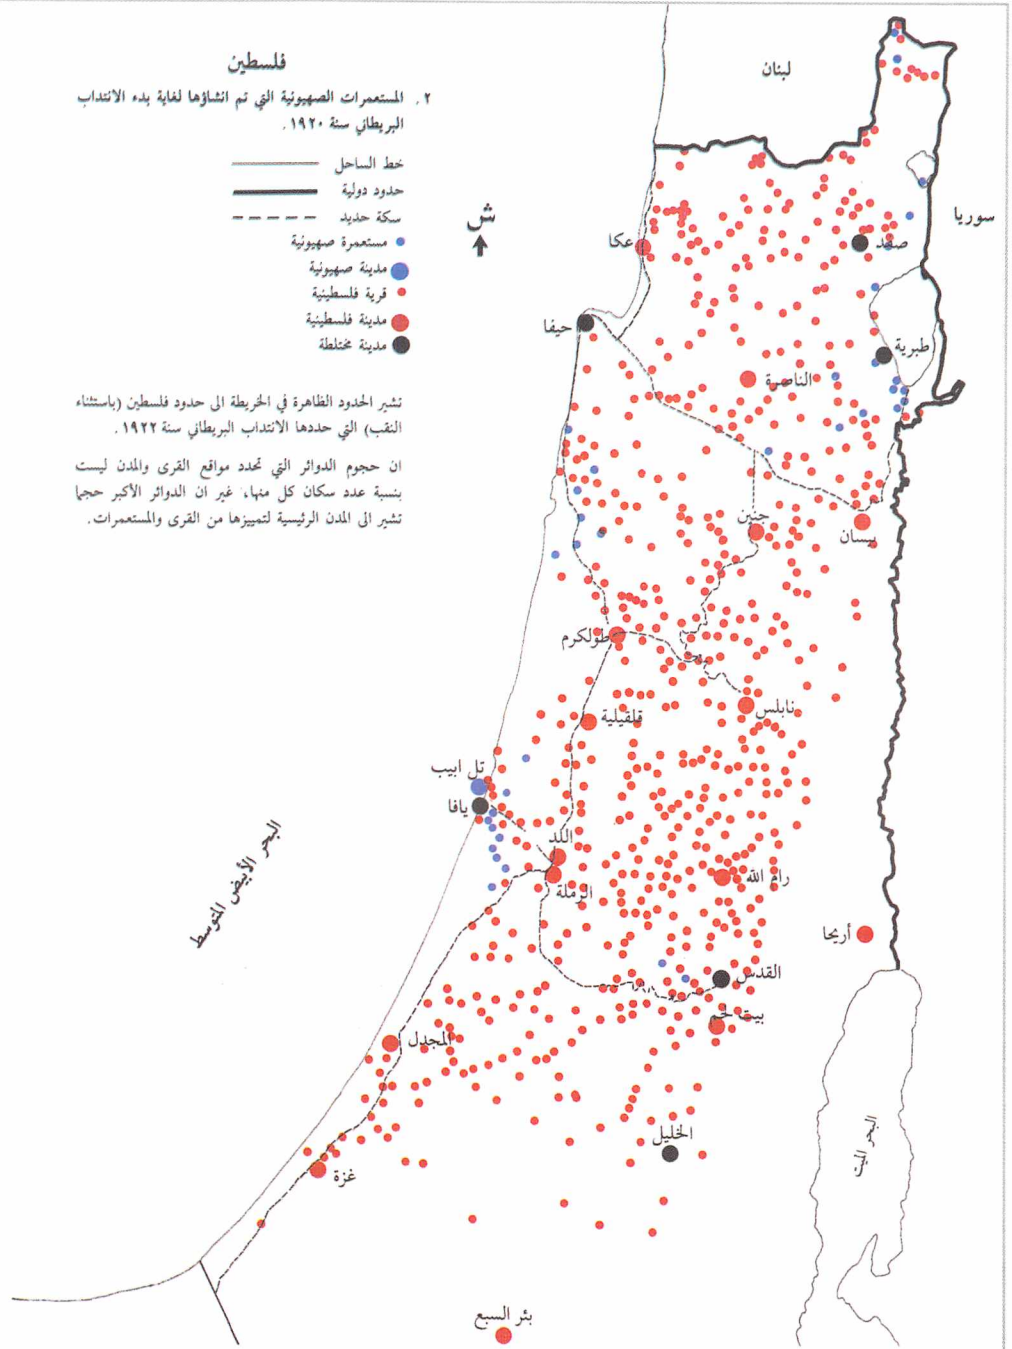 فلسطين
٢ . المستعمرات الصهيونية التي تم انشاؤها لغاية بدء الانتداب
البريطاني سنة ١٩٢٠ .
خط الساحل
حدود دولية
سكة حديد
مستعمرة صهيونية
مدينة صهيونية
قرية فلسطينية
مدينة فلسطينية
مدينة مختلطة
تشير الحدود الظاهرة في الخريطة الى حدود فلسطين (باستثناء
النقب) التي حددها الانتداب البريطاني سنة ١٩٢٢ .
ان حجوم الدوائر التي تحدد مواقع القرى والمدن ليست
بنسبة عدد سكان كل منها، غير ان الدوائر الأكبر حجما
تشير الى المدن الرئيسية لتمييزها من القرى والمستعمرات.
ش
لبنان
سوريا
صفد
عكا
حيفا
طبرية
الناصرة
جنين
بيسان
طولكرم
نابلس
قلقيلية
تل ابيب
يافا
اللد
الرملة
رام الله
أريحا
القدس
بيت لحم
المجدل
الخليل
غزة
بئر السبع
البحر الأبيض المتوسط
البحر الميت